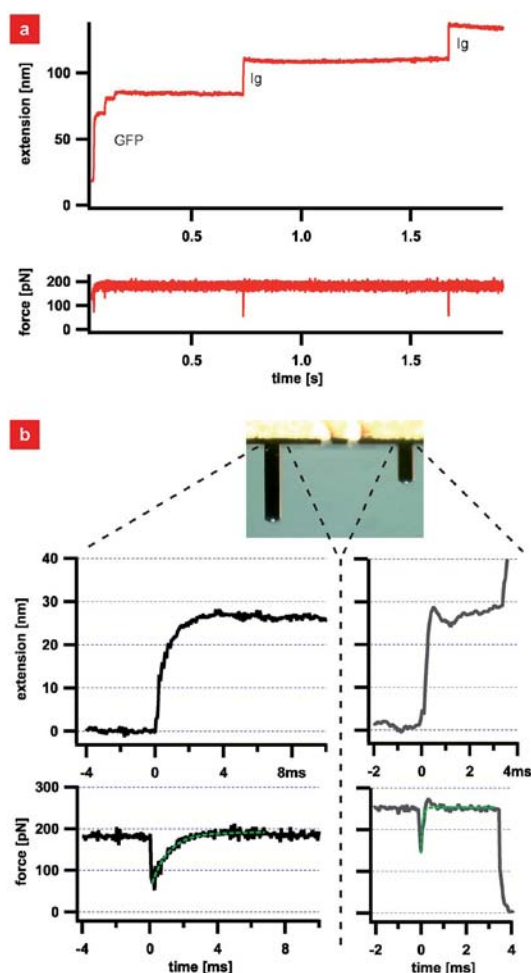 a
extension [nm]
100
50
0
GFP
Ig
Ig
0.5 1.0 1.5
force [pN]
200
100
0
0.5 1.0 1.5
time [s]
b
extension [nm]
40
30
20
10
0
-4 0 4 8ms
-2 0 2 4ms
force [pN]
300
200
100
0
-4 0 4 8
time [ms]
-2 0 2 4
time [ms]